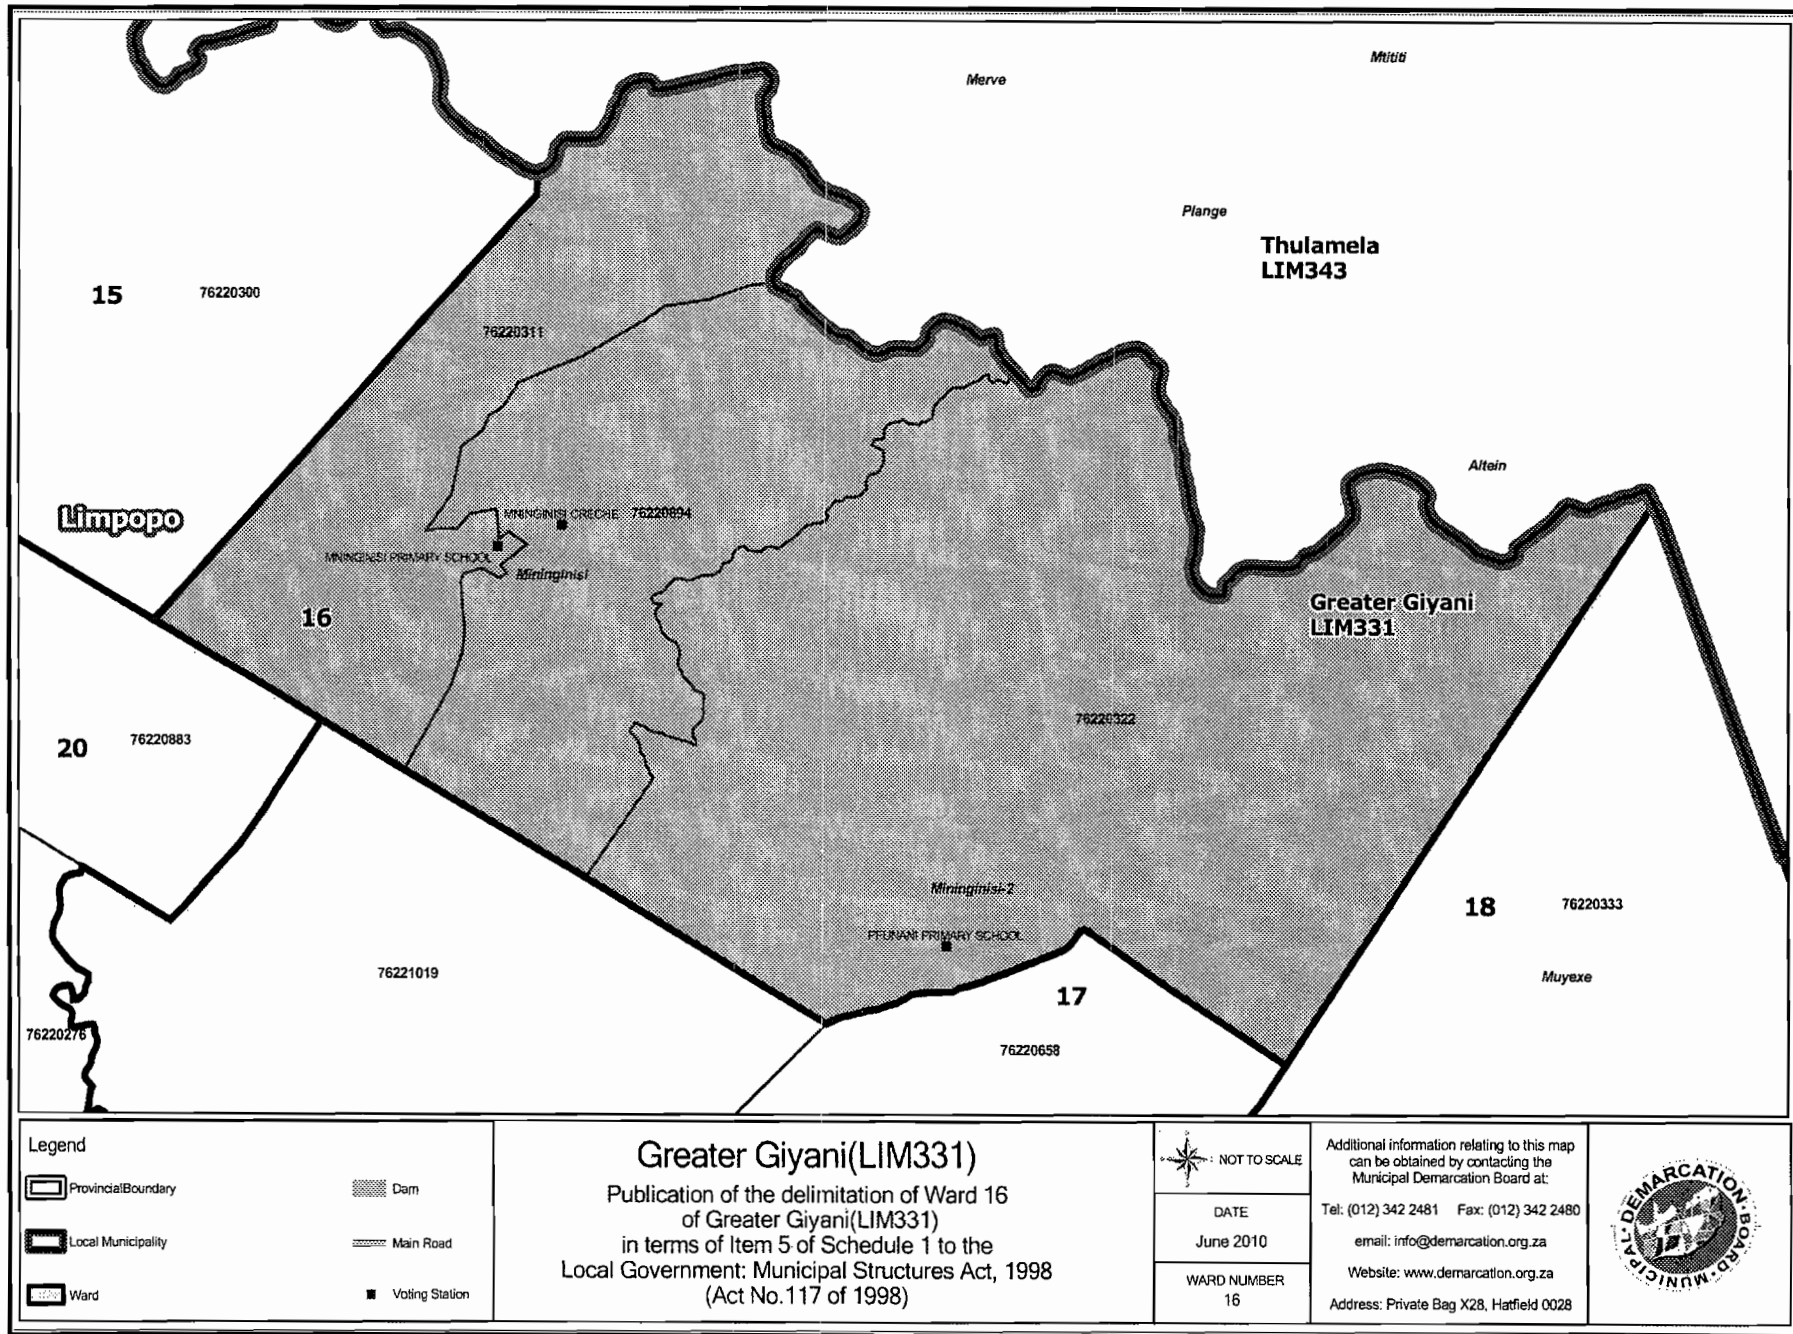 Mtititi
Merve
Plange
Thulamela
LIM343
15
76220300
76220311
Altein
Limpopo
MNINGINISI CRECHE
76220894
MNINGINISI PRIMARY SCHOOL
Mininginisi
16
Greater Giyani
LIM331
76220322
20
76220883
Mininginisi-2
18
76220333
PFUNANI PRIMARY SCHOOL
76221019
Muyexe
17
76220276
76220658
Legend
ProvincialBoundary
Dam
Local Municipality
Main Road
Ward
Voting Station
Greater Giyani(LIM331)
Publication of the delimitation of Ward 16
of Greater Giyani(LIM331)
in terms of Item 5 of Schedule 1 to the
Local Government: Municipal Structures Act, 1998
(Act No.117 of 1998)
: NOT TO SCALE
DATE
June 2010
WARD NUMBER
16
Additional information relating to this map
can be obtained by contacting the
Municipal Demarcation Board at:
Tel: (012) 342 2481 Fax: (012) 342 2480
email: info@demarcation.org.za
Website: www.demarcation.org.za
Address: Private Bag X28, Hatfield 0028
MUNICIPAL • DEMARCATION • BOARD •